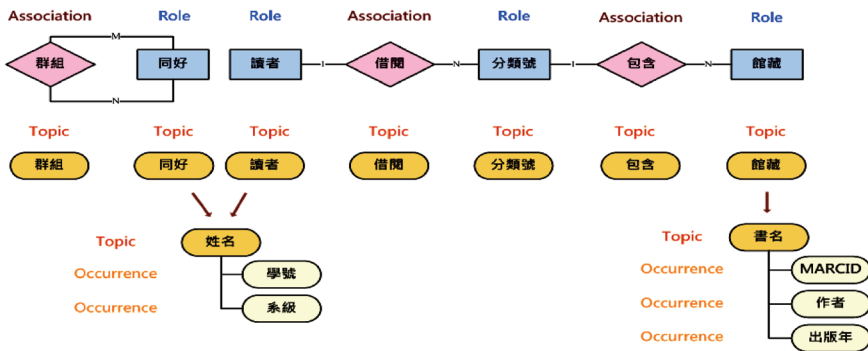 Association Role Role Association Role Association Role
M
群組 同好 讀者 1 借閱 N 分類號 1 包含 N 館藏
N
Topic Topic Topic Topic Topic Topic Topic
群組 同好 讀者 借閱 分類號 包含 館藏
Topic 姓名 Topic 書名
Occurrence 學號 Occurrence MARCID
Occurrence 系級 Occurrence 作者
Occurrence 出版年